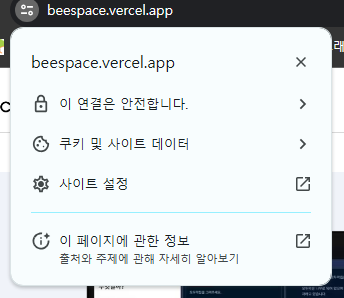 beespace.vercel.app
beespace.vercel.app
이 연결은 안전합니다.
쿠키 및 사이트 데이터
사이트 설정
이 페이지에 관한 정보
출처와 주제에 관해 자세히 알아보기